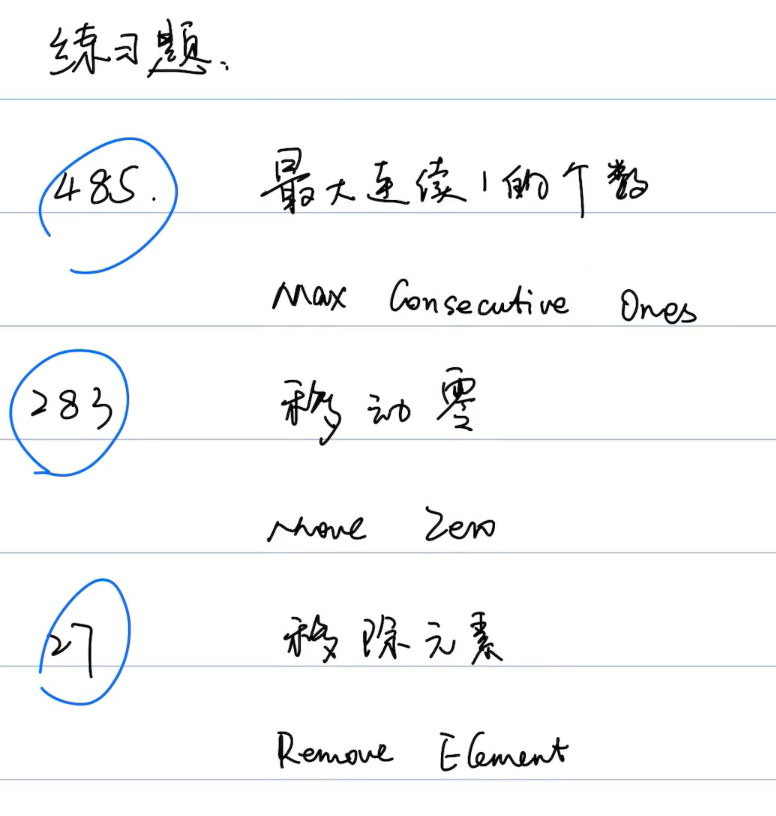 练习题:
485. 最大连续1的个数
Max Consecutive Ones
283 移动零
Move Zero
27 移除元素
Remove Element